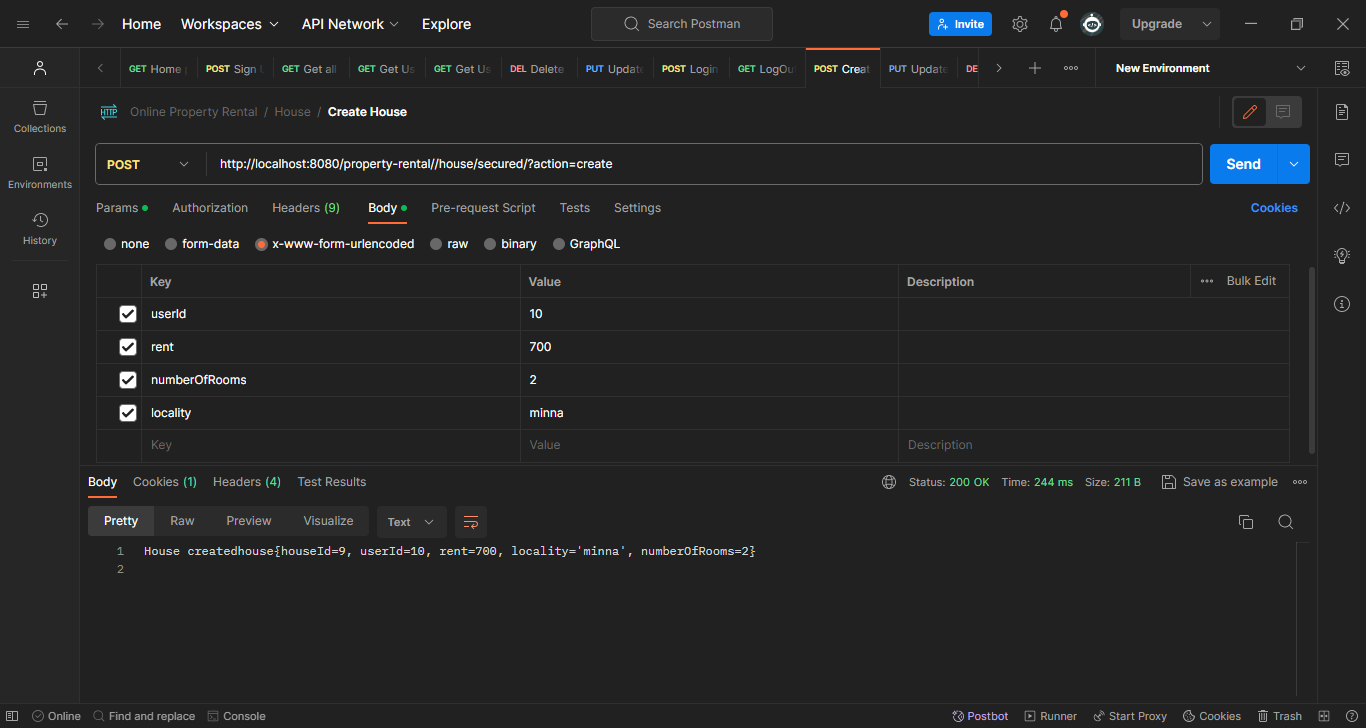 Home Workspaces API Network Explore Search Postman Invite Upgrade
GET Home POST Sign GET Get all GET Get Us GET Get Us DEL Delete PUT Update POST Login GET LogOu POST Creat PUT Update DE New Environment
Online Property Rental / House / Create House
Collections
Environments
History
POST http://localhost:8080/property-rental//house/secured/?action=create Send
Params Authorization Headers (9) Body Pre-request Script Tests Settings Cookies
none form-data x-www-form-urlencoded raw binary GraphQL
Key Value Description Bulk Edit
userId 10
rent 700
numberOfRooms 2
locality minna
Key Value Description
Body Cookies (1) Headers (4) Test Results Status: 200 OK Time: 244 ms Size: 211 B Save as example
Pretty Raw Preview Visualize Text
1 House createdhouse{houseId=9, userId=10, rent=700, locality='minna', numberOfRooms=2}
2
Online Find and replace Console Postbot Runner Start Proxy Cookies Trash